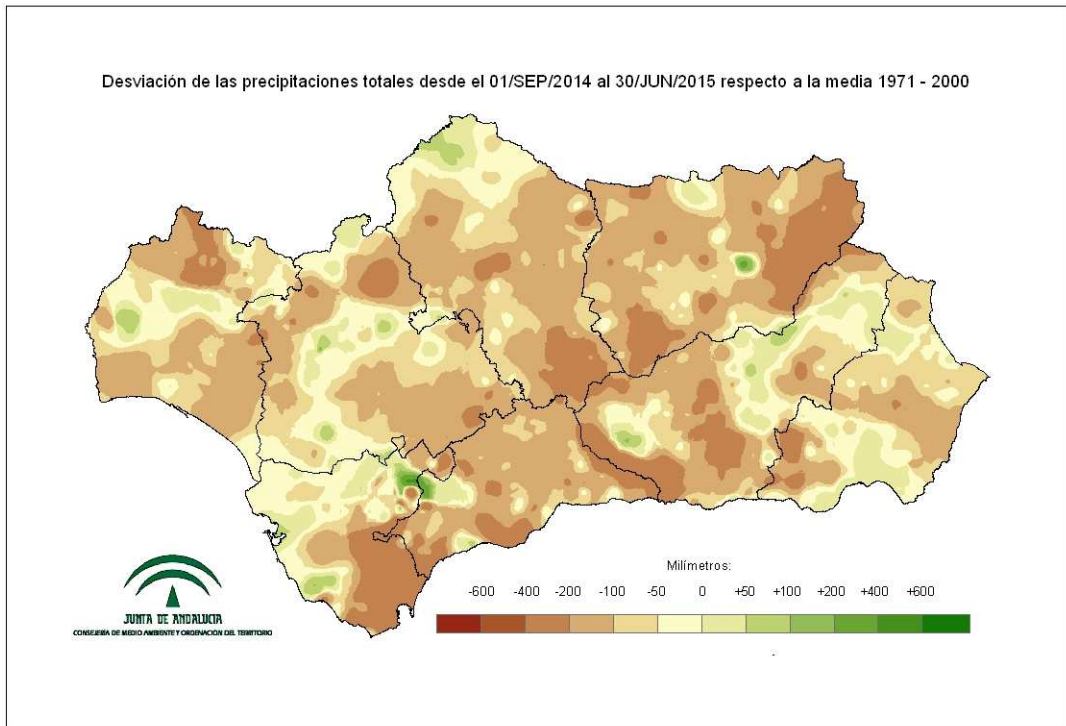 Desviación de las precipitaciones totales desde el 01/SEP/2014 al 30/JUN/2015 respecto a la media 1971 - 2000
Milímetros:
-600 -400 -200 -100 -50 0 +50 +100 +200 +400 +600
JUNTA DE ANDALUCIA
CONSEJERÍA DE MEDIO AMBIENTE Y ORDENACIÓN DEL TERRITORIO